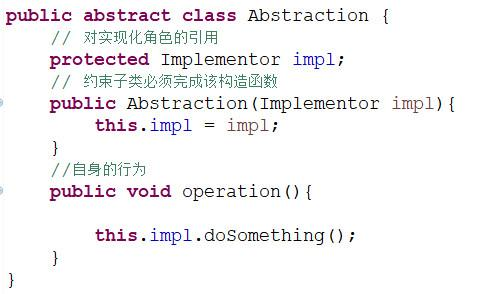 public abstract class Abstraction {
// 对实现化角色的引用
protected Implementor impl;
// 约束子类必须完成该构造函数
public Abstraction(Implementor impl){
this.impl = impl;
}
//自身的行为
public void operation(){
this.impl.doSomething();
}
}